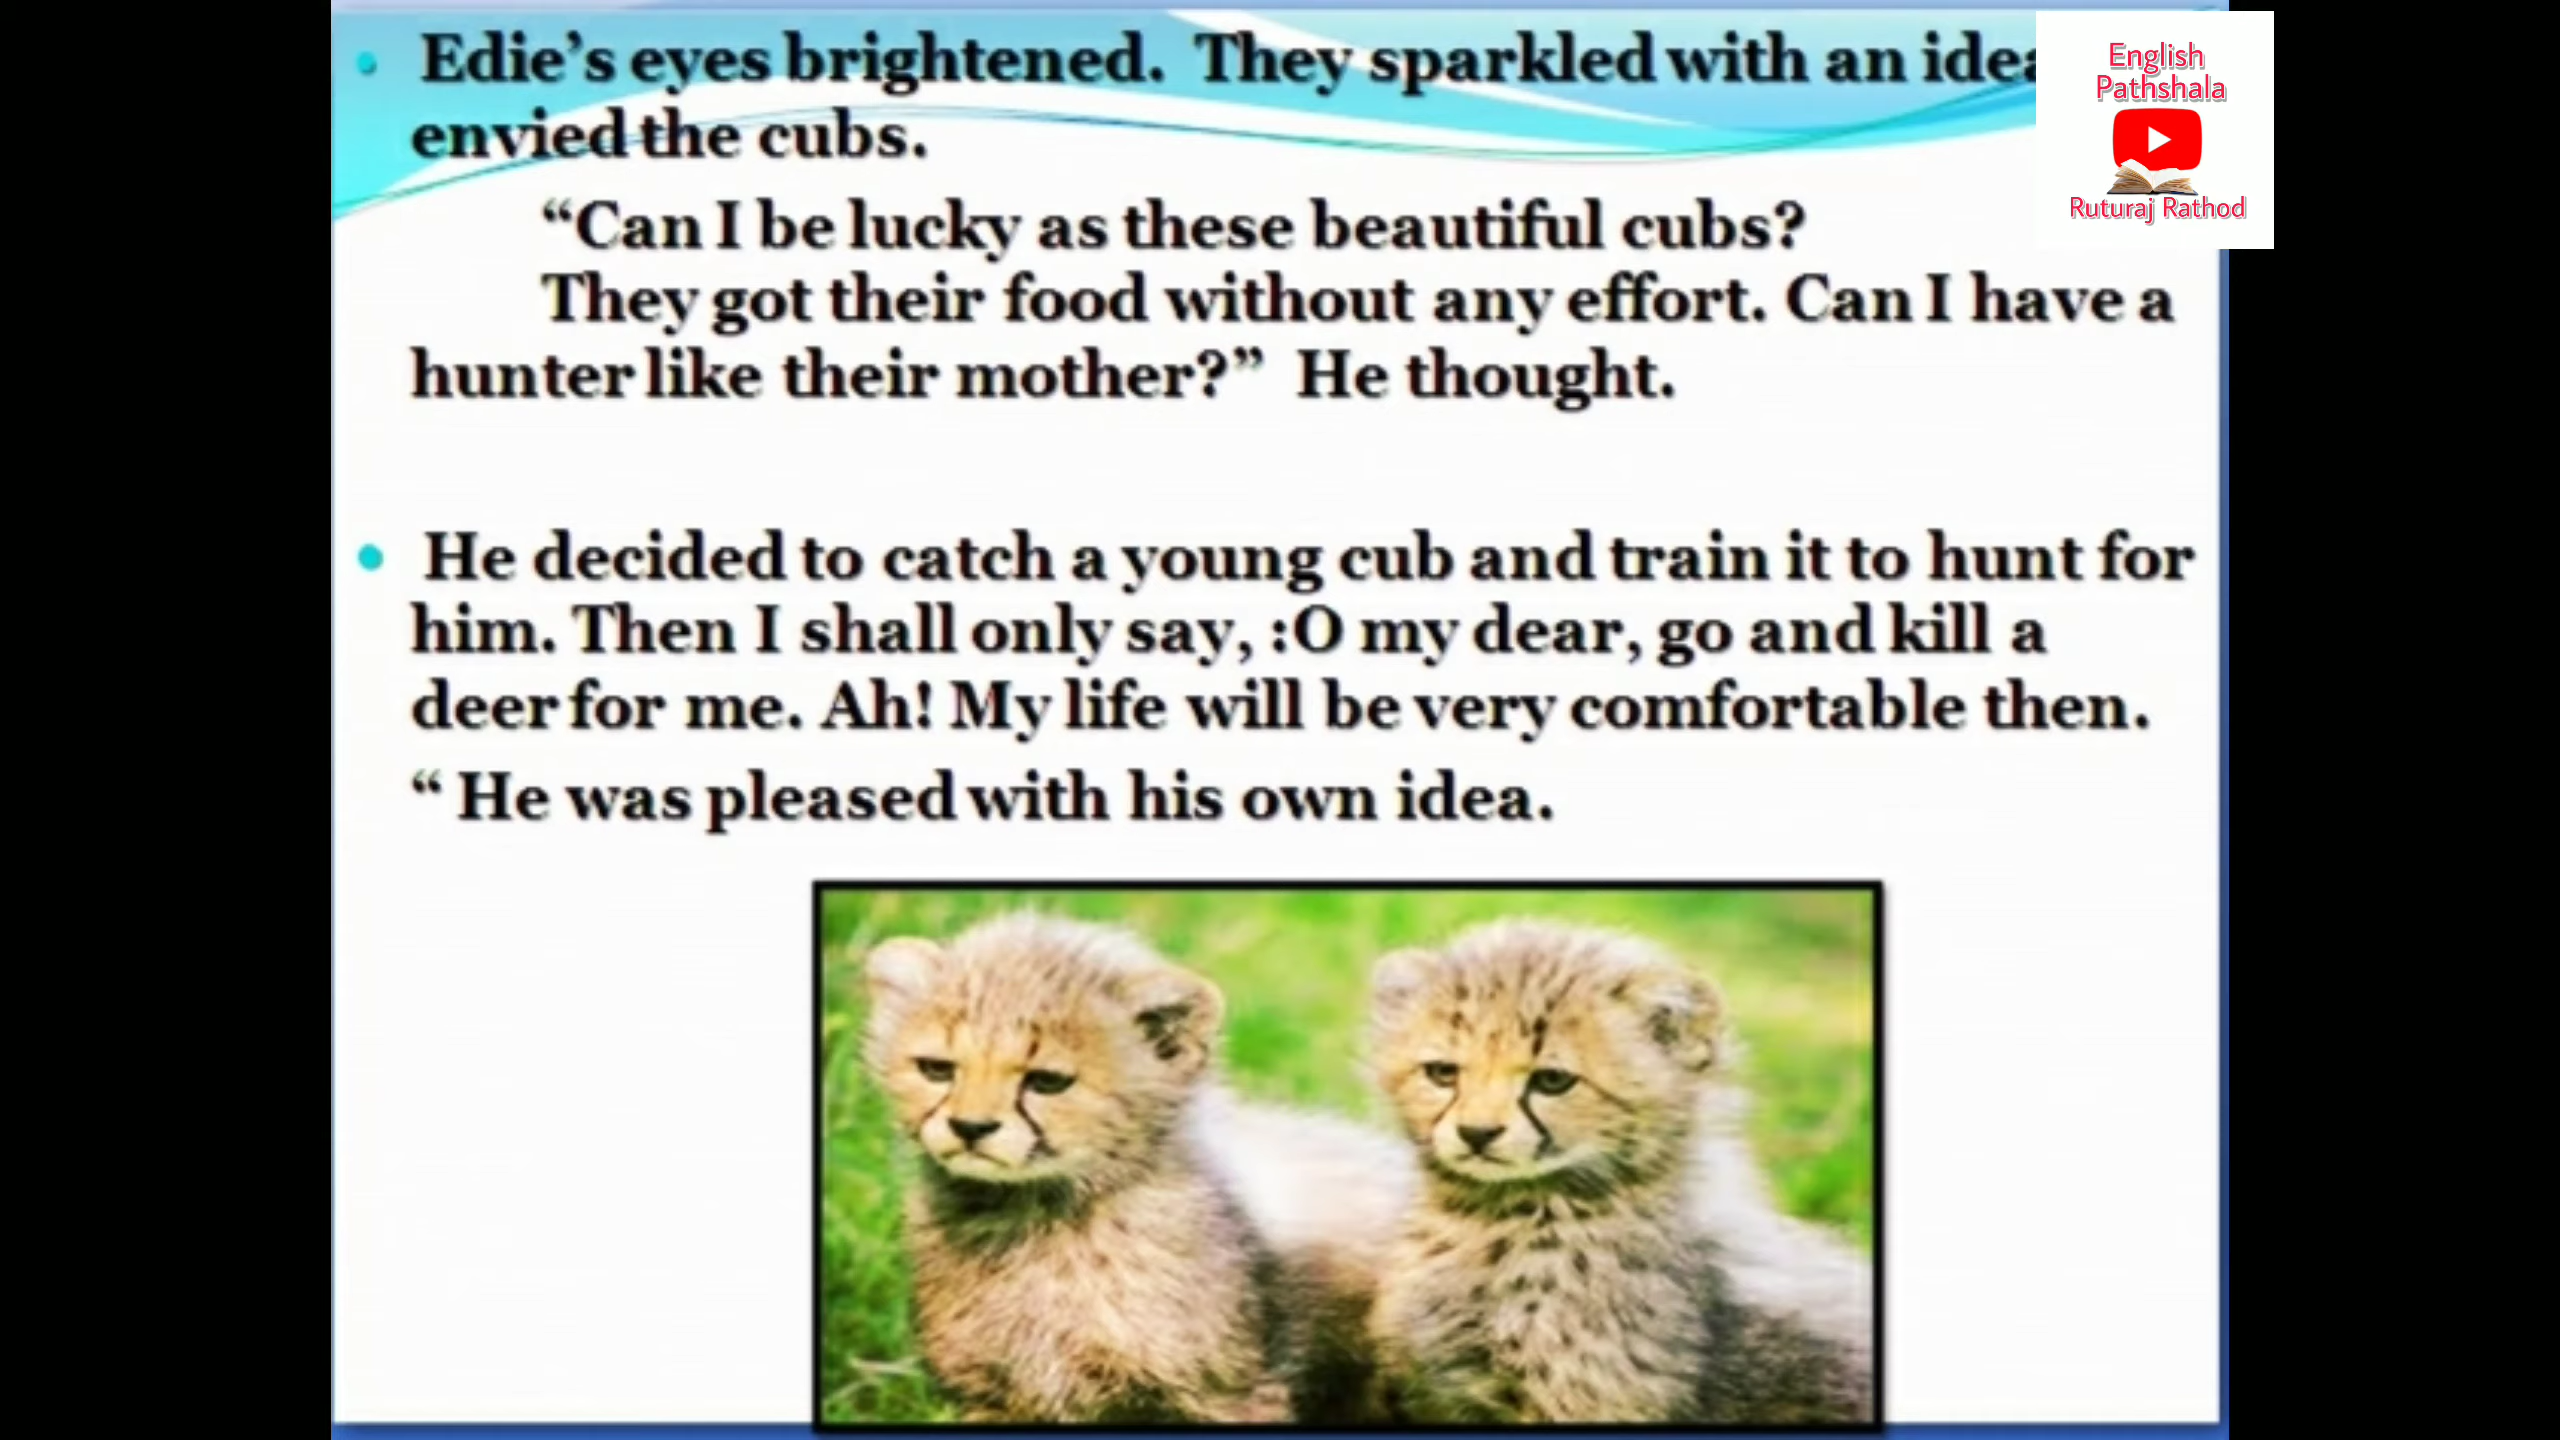 Edie’s eyes brightened. They sparkled with an idea
envied the cubs.
“Can I be lucky as these beautiful cubs?
They got their food without any effort. Can I have a
hunter like their mother?” He thought.
He decided to catch a young cub and train it to hunt for
him. Then I shall only say, :O my dear, go and kill a
deer for me. Ah! My life will be very comfortable then.
“ He was pleased with his own idea.
English
Pathshala
Ruturaj Rathod